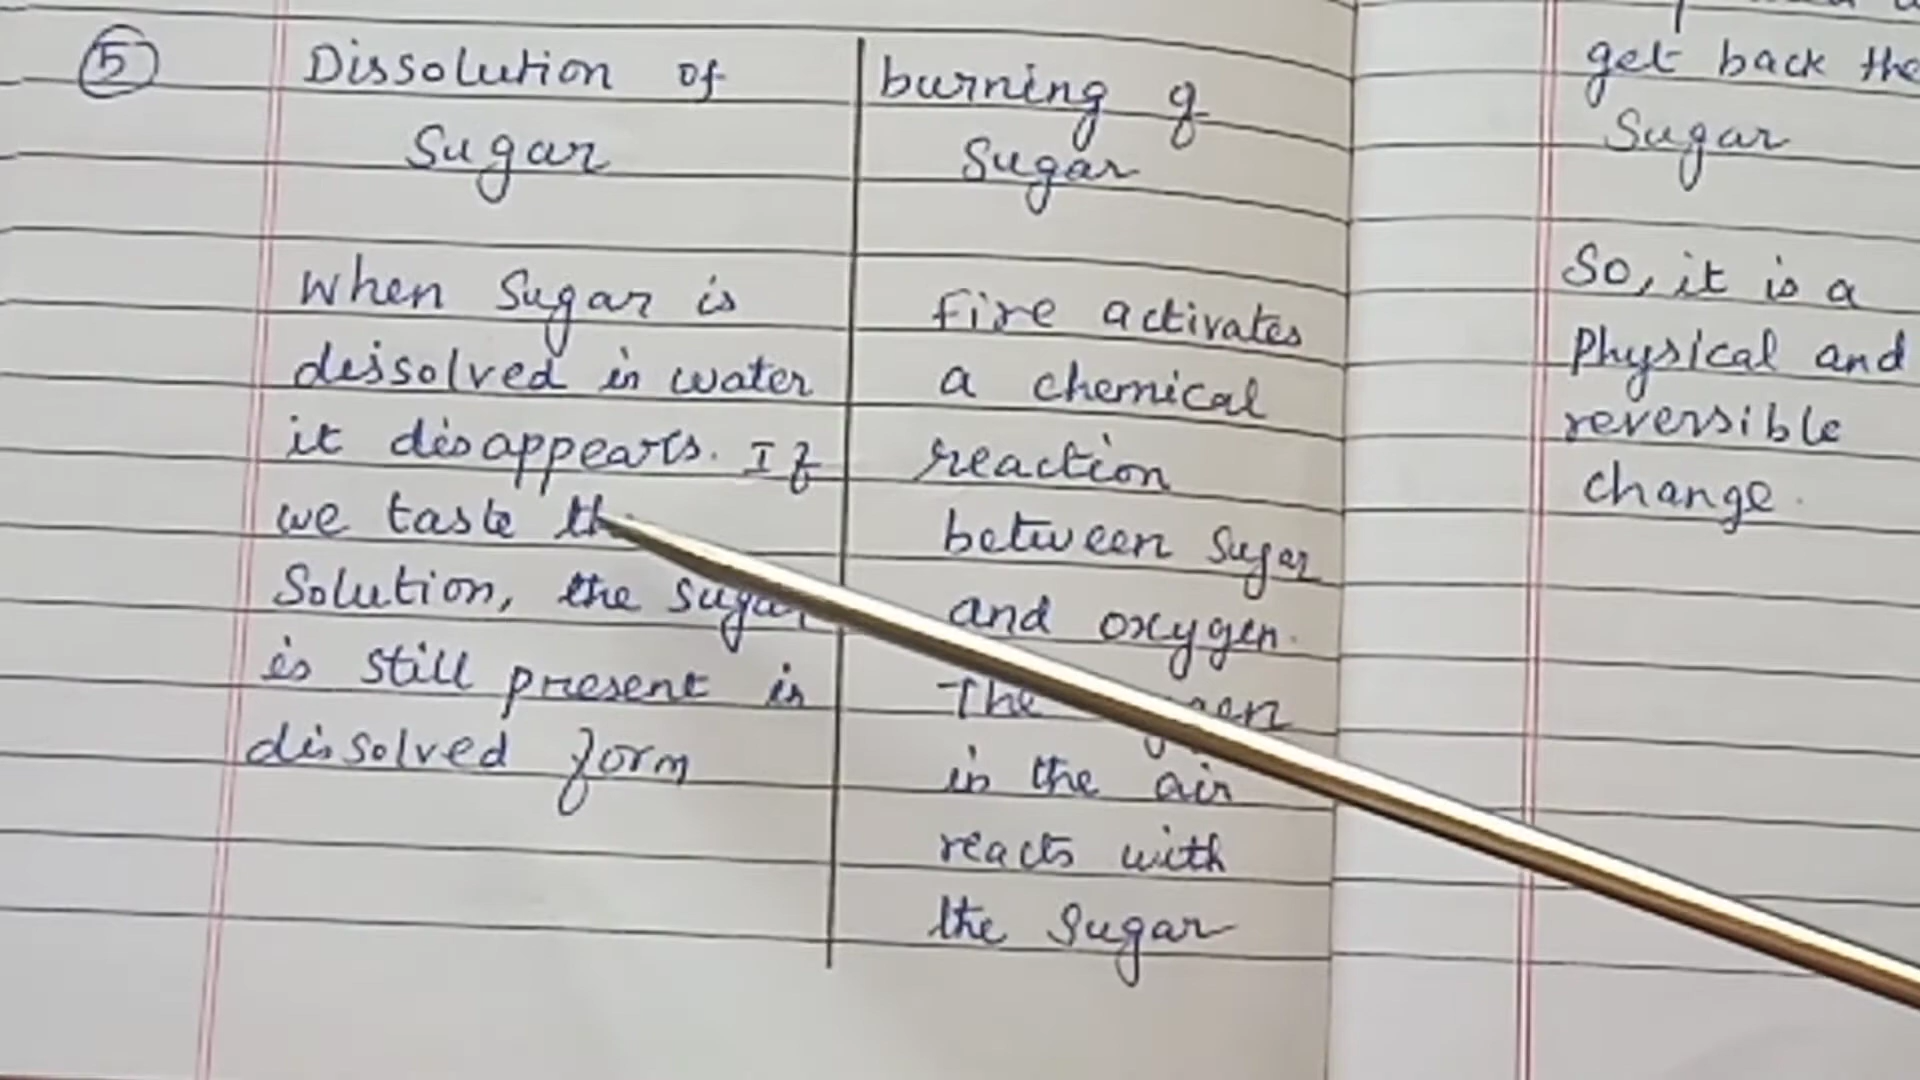 5
Dissolution of
Sugar
When Sugar is
dissolved in water
it disappears. If
we taste
Solution, the sugar
is still present in
dissolved form
burning of
Sugar
Fire activates
a chemical
reaction
between Sugar
and oxygen.
The
in the air
reacts with
the Sugar
get back the
Sugar
So, it is a
Physical and
reversible
change.